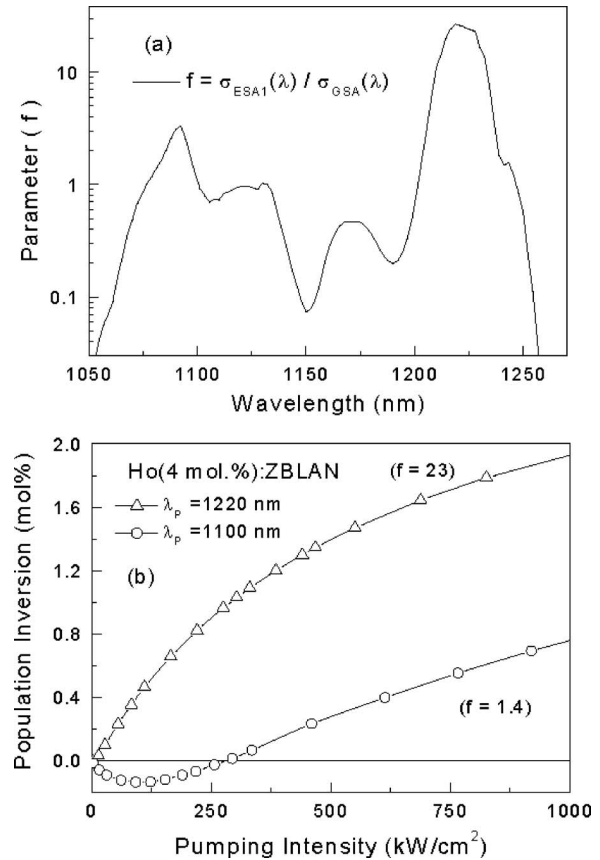 (a)
f = σESA1(λ) / σGSA(λ)
Parameter ( f )
10
1
0.1
1050 1100 1150 1200 1250
Wavelength (nm)
Population Inversion (mol%)
2.0
1.6
1.2
0.8
0.4
0.0
Ho(4 mol.%):ZBLAN
(f = 23)
λp =1220 nm
λp =1100 nm
(b)
(f = 1.4)
0 250 500 750 1000
Pumping Intensity (kW/cm²)